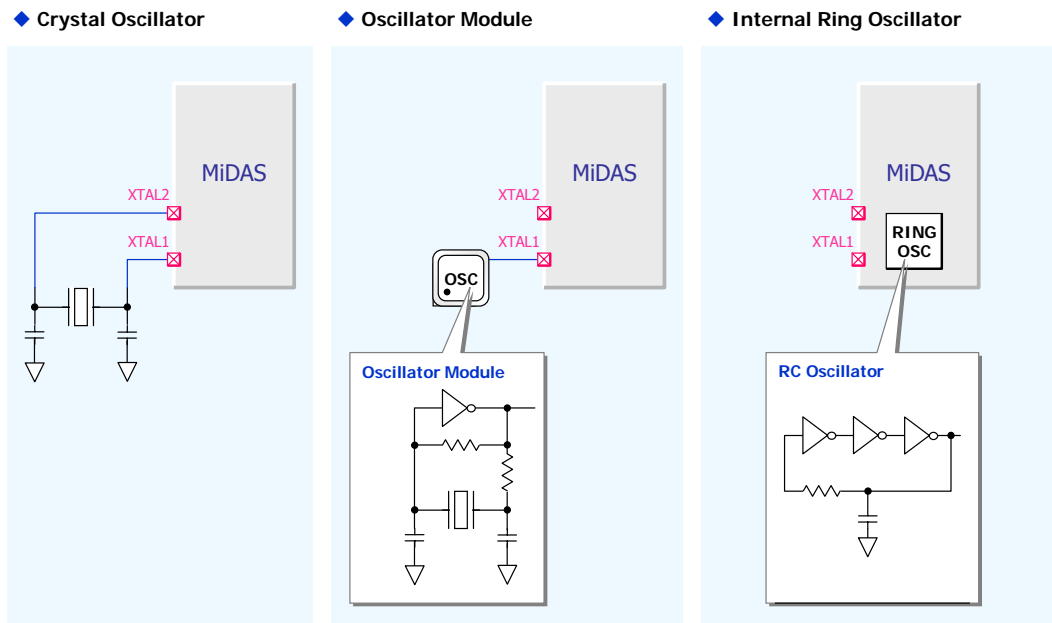 Crystal Oscillator
MiDAS
XTAL2
XTAL1
Oscillator Module
MiDAS
XTAL2
XTAL1
OSC
Oscillator Module
Internal Ring Oscillator
MiDAS
XTAL2
XTAL1
RING
OSC
RC Oscillator